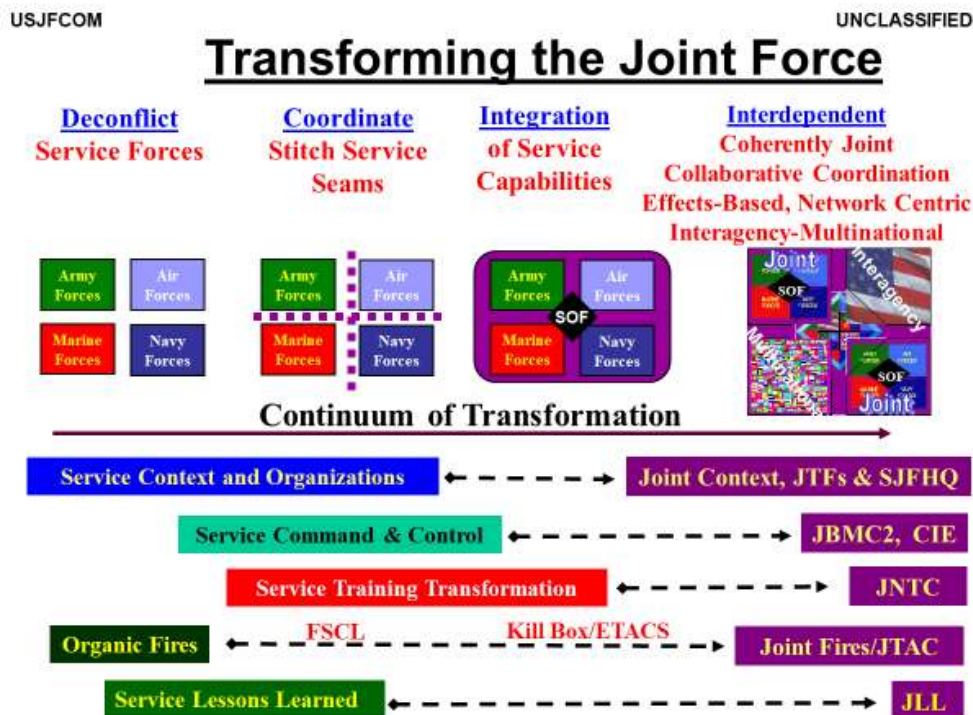 USJFCOM
UNCLASSIFIED
Transforming the Joint Force
Deconflict
Service Forces
Coordinate
Stitch Service
Seams
Integration
of Service
Capabilities
Interdependent
Coherently Joint
Collaborative Coordination
Effects-Based, Network Centric
Interagency-Multinational
Army
Forces
Air
Forces
Marine
Forces
Navy
Forces
Army
Forces
Air
Forces
Marine
Forces
Navy
Forces
Army
Forces
Air
Forces
SOF
Marine
Forces
Navy
Forces
Joint
SOF
Interagency
Multinational
SOF
Joint
Continuum of Transformation
Service Context and Organizations
Joint Context, JTFs & SJFHQ
Service Command & Control
JBMC2, CIE
Service Training Transformation
JNTC
Organic Fires
FSCL
Kill Box/ETACS
Joint Fires/JTAC
Service Lessons Learned
JLL